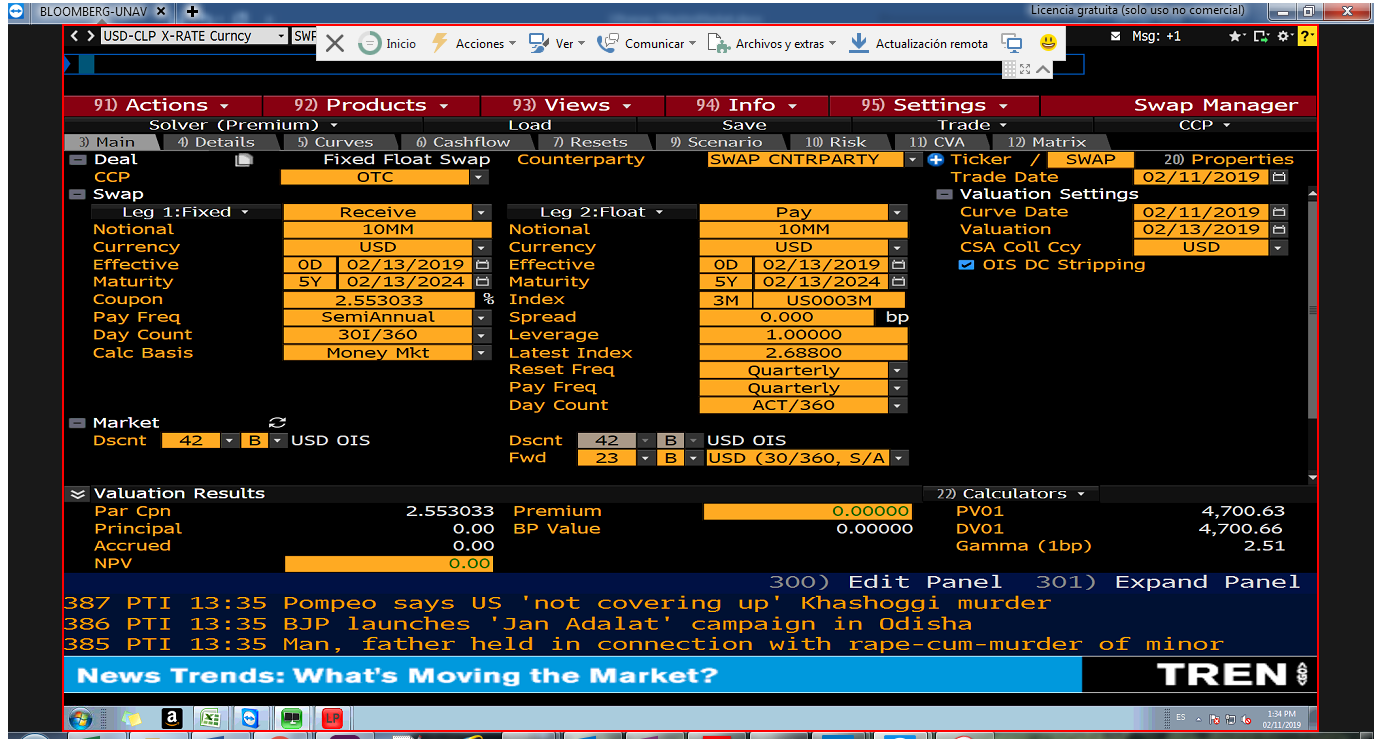 BLOOMBERG-UNAV
Licencia gratuita (solo uso no comercial)
USD-CLP X-RATE Curncy
Inicio Acciones Ver Comunicar Archivos y extras Actualización remota
Msg: +1
91) Actions 92) Products 93) Views 94) Info 95) Settings Swap Manager
Solver (Premium) Load Save Trade CCP
3) Main 4) Details 5) Curves 6) Cashflow 7) Resets 9) Scenario 10) Risk 11) CVA 12) Matrix
Deal Fixed Float Swap Counterparty SWAP CNTRPARTY Ticker / SWAP 20) Properties
CCP OTC Trade Date 02/11/2019
Swap Valuation Settings
Leg 1:Fixed Receive Leg 2:Float Pay Curve Date 02/11/2019
Notional 10MM Notional 10MM Valuation 02/13/2019
Currency USD Currency USD CSA Coll Ccy USD
Effective 0D 02/13/2019 Effective 0D 02/13/2019 OIS DC Stripping
Maturity 5Y 02/13/2024 Maturity 5Y 02/13/2024
Coupon 2.553033 % Index 3M US0003M
Pay Freq SemiAnnual Spread 0.000 bp
Day Count 30I/360 Leverage 1.00000
Calc Basis Money Mkt Latest Index 2.68800
Reset Freq Quarterly
Pay Freq Quarterly
Day Count ACT/360
Market
Dscnt 42 B USD OIS Dscnt 42 B USD OIS
Fwd 23 B USD (30/360, S/A
Valuation Results 22) Calculators
Par Cpn 2.553033 Premium 0.00000 PV01 4,700.63
Principal 0.00 BP Value 0.00000 DV01 4,700.66
Accrued 0.00 Gamma (1bp) 2.51
NPV 0.00
300) Edit Panel 301) Expand Panel
387 PTI 13:35 Pompeo says US 'not covering up' Khashoggi murder
386 PTI 13:35 BJP launches 'Jan Adalat' campaign in Odisha
385 PTI 13:35 Man, father held in connection with rape-cum-murder of minor
News Trends: What's Moving the Market?
TREN
ES 1:34 PM
02/11/2019